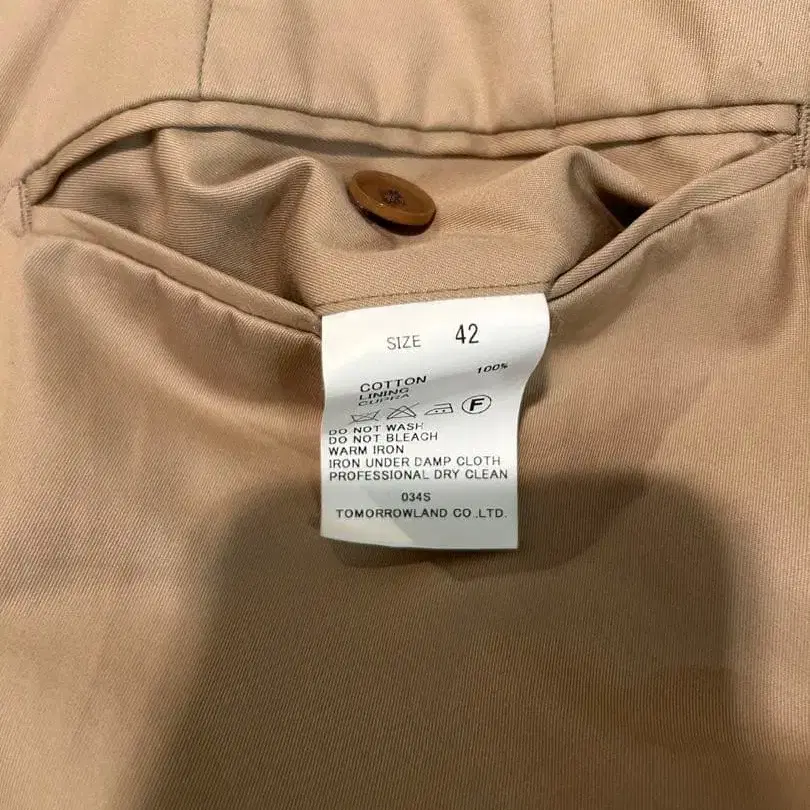 SIZE 42
COTTON 100%
LINING
CUPRA
F
DO NOT WASH
DO NOT BLEACH
WARM IRON
IRON UNDER DAMP CLOTH
PROFESSIONAL DRY CLEAN
034S
TOMORROWLAND CO.,LTD.